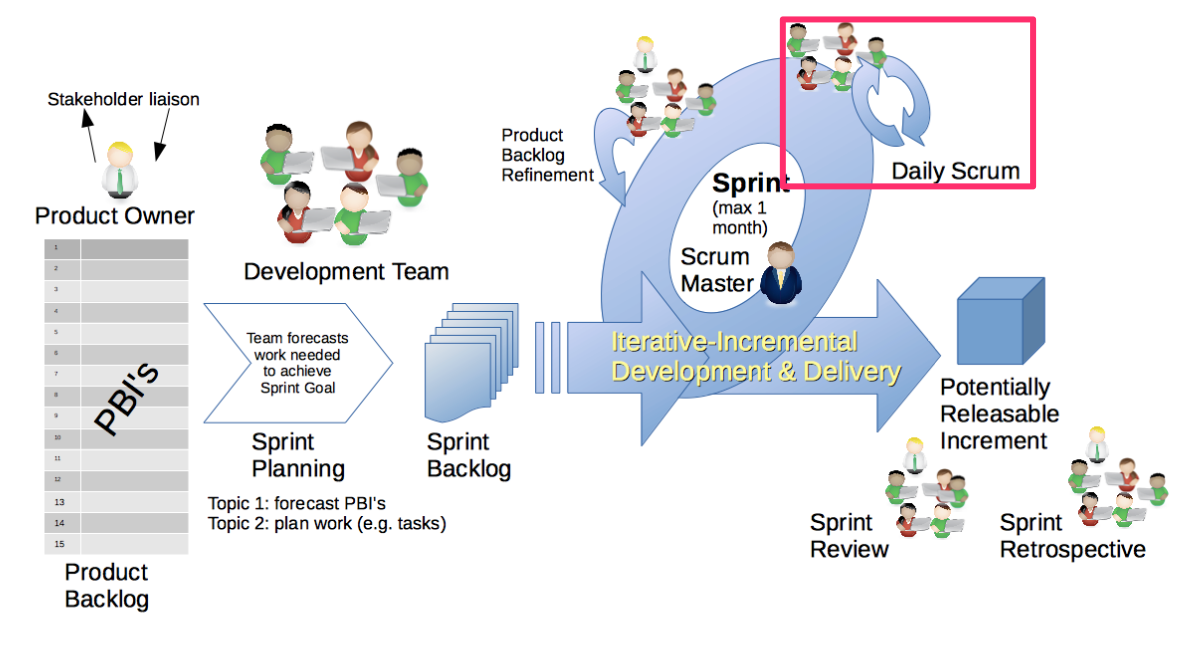 Stakeholder liaison
Product Owner
1
2
3
4
5
6
7
8
9
10
11
12
13
14
15
PBI's
Product
Backlog
Development Team
Team forecasts
work needed
to achieve
Sprint Goal
Sprint
Planning
Topic 1: forecast PBI's
Topic 2: plan work (e.g. tasks)
Sprint
Backlog
Product
Backlog
Refinement
Sprint
(max 1
month)
Scrum
Master
Daily Scrum
Iterative-Incremental
Development & Delivery
Potentially
Releasable
Increment
Sprint
Review
Sprint
Retrospective